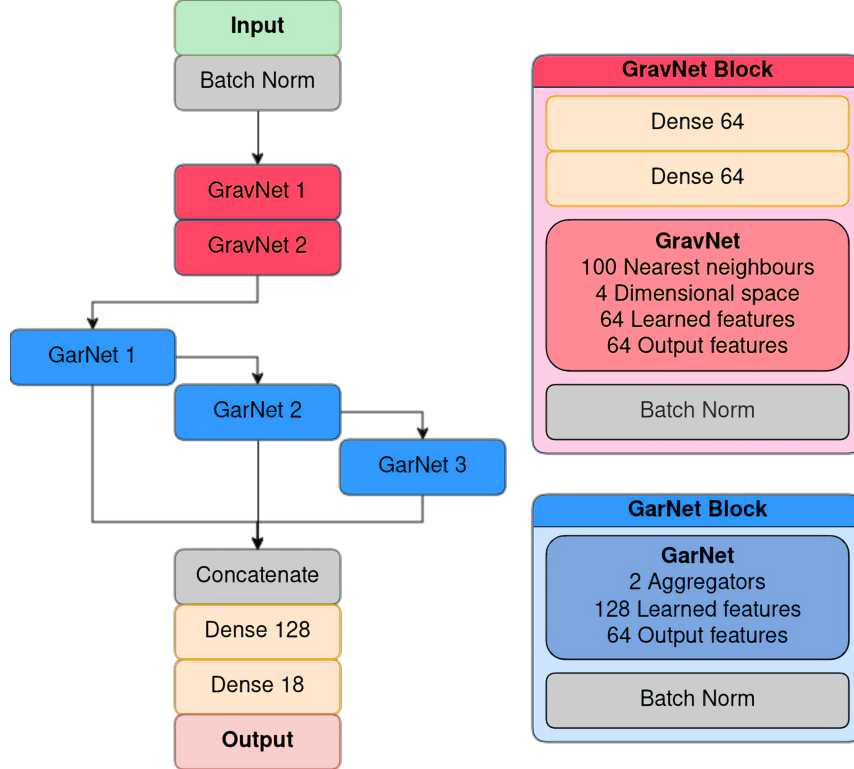 Input
Batch Norm
GravNet 1
GravNet 2
GarNet 1
GarNet 2
GarNet 3
Concatenate
Dense 128
Dense 18
Output
GravNet Block
Dense 64
Dense 64
GravNet
100 Nearest neighbours
4 Dimensional space
64 Learned features
64 Output features
Batch Norm
GarNet Block
GarNet
2 Aggregators
128 Learned features
64 Output features
Batch Norm